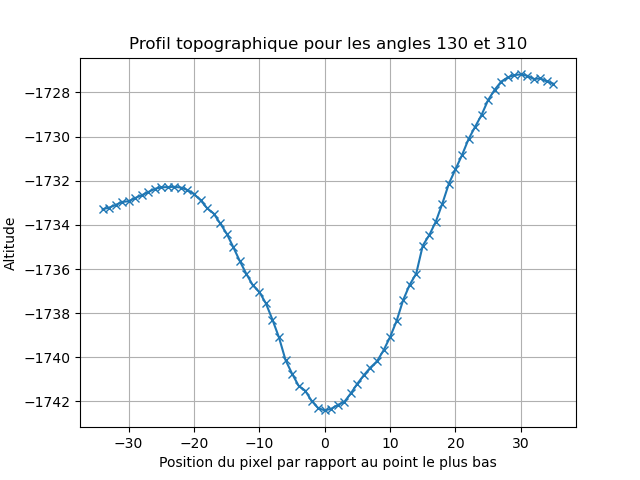 Profil topographique pour les angles 130 et 310
−1728
−1730
−1732
−1734
−1736
−1738
−1740
−1742
Altitude
−30 −20 −10 0 10 20 30
Position du pixel par rapport au point le plus bas